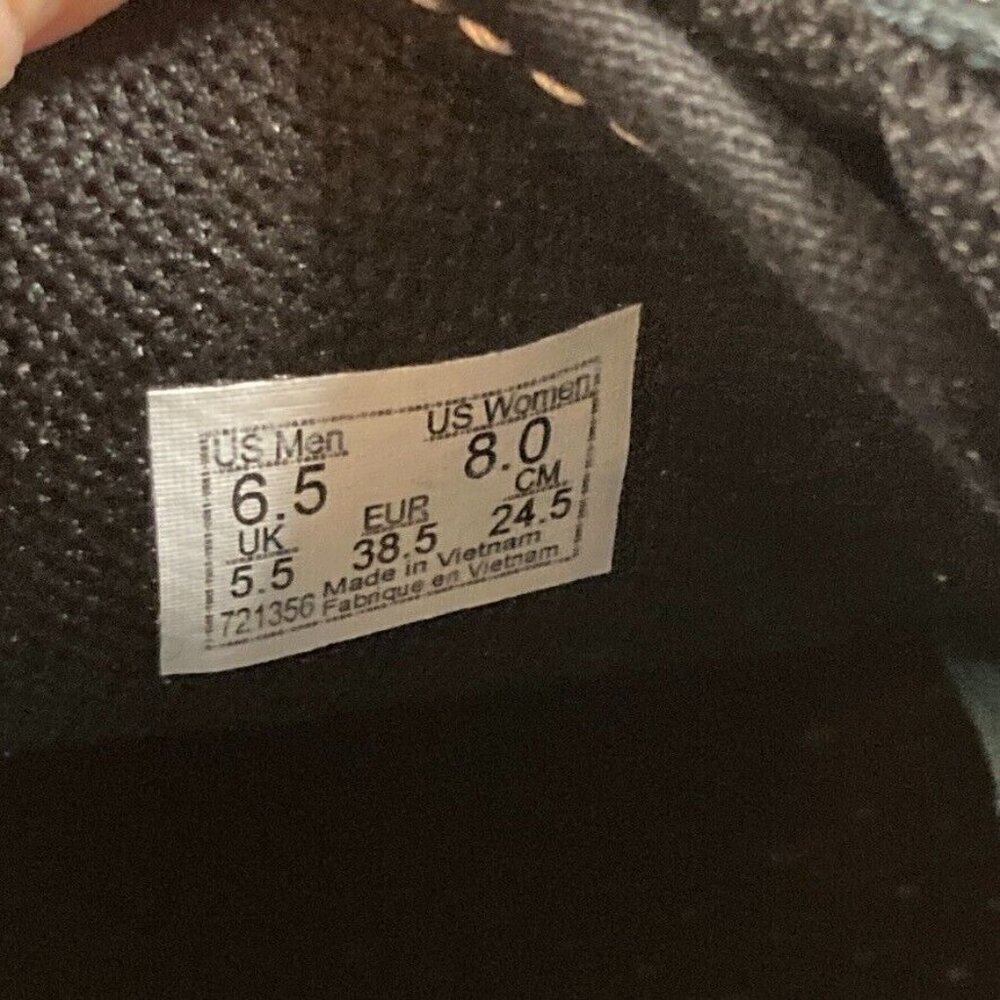 US Men US Women
6.5 8.0
UK EUR CM
5.5 38.5 24.5
Made in Vietnam
721356 Fabrique en Vietnam